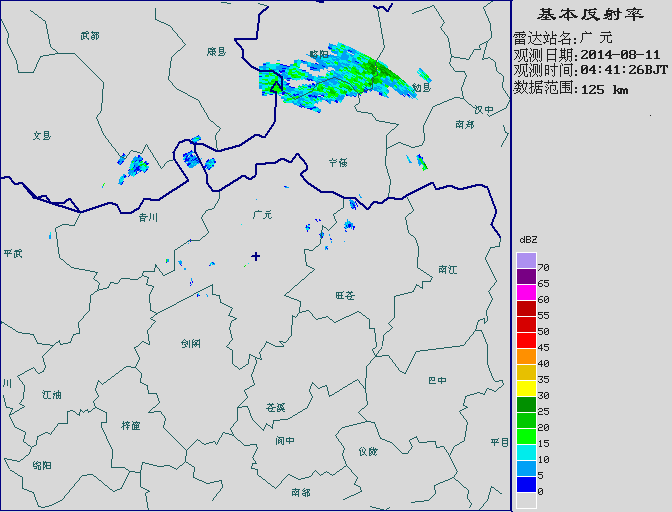 基本反射率
雷达站名:广 元
观测日期:2014-08-11
观测时间:04:41:26BJT
数据范围:125 km
武都
康县
略阳
勉县
汉中
南郑
文县
宁强
青川
广元
平武
南江
旺苍
剑阁
川
江油
巴中
苍溪
梓潼
阆中
仪陇
平昌
绵阳
南部
dBZ
70
65
60
55
50
45
40
35
30
25
20
15
10
5
0